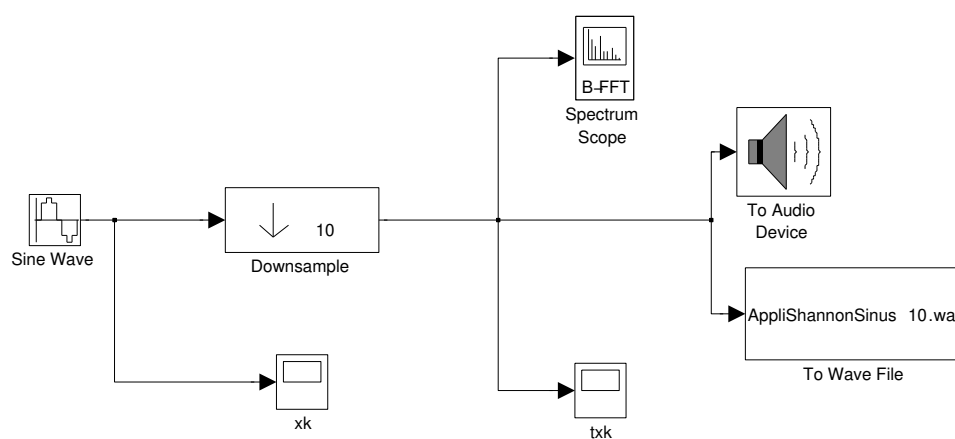 B-FFT
Spectrum
Scope
To Audio
Device
Sine Wave
10
Downsample
AppliShannonSinus 10.wa
To Wave File
xk
txk